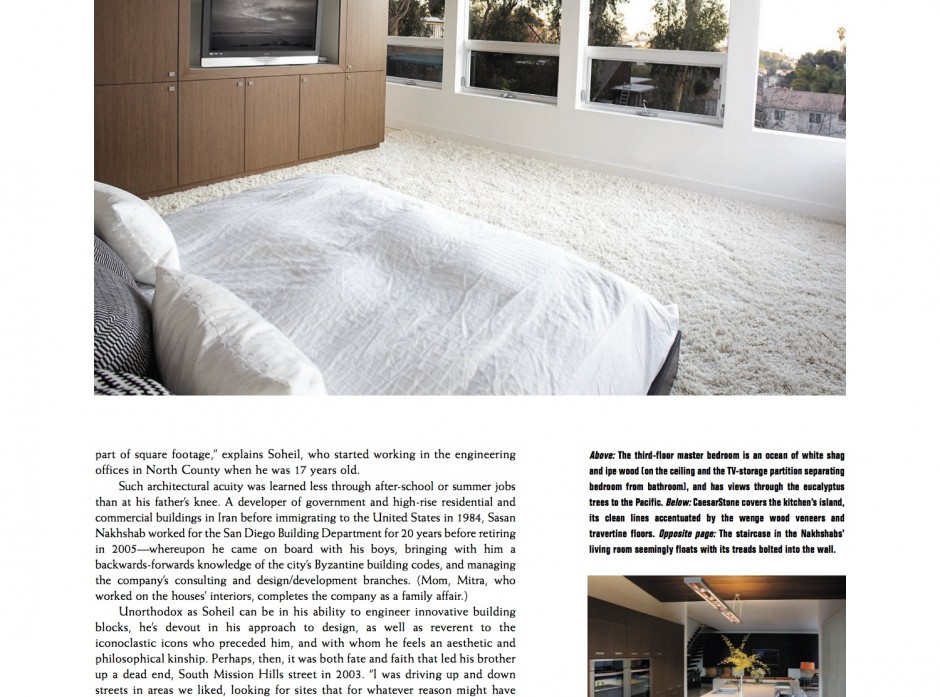 part of square footage," explains Soheil, who started working in the engineering
offices in North County when he was 17 years old.
Such architectural acuity was learned less through after-school or summer jobs
than at his father's knee. A developer of government and high-rise residential and
commercial buildings in Iran before immigrating to the United States in 1984, Sasan
Nakhshab worked for the San Diego Building Department for 20 years before retiring
in 2005—whereupon he came on board with his boys, bringing with him a
backwards-forwards knowledge of the city's Byzantine building codes, and managing
the company's consulting and design/development branches. (Mom, Mitra, who
worked on the houses' interiors, completes the company as a family affair.)
Unorthodox as Soheil can be in his ability to engineer innovative building
blocks, he's devout in his approach to design, as well as reverent to the
iconoclastic icons who preceded him, and with whom he feels an aesthetic and
philosophical kinship. Perhaps, then, it was both fate and faith that led his brother
up a dead end, South Mission Hills street in 2003. "I was driving up and down
streets in areas we liked, looking for sites that for whatever reason might have
Above: The third-floor master bedroom is an ocean of white shag
and ipe wood (on the ceiling and the TV-storage partition separating
bedroom from bathroom), and has views through the eucalyptus
trees to the Pacific. Below: CaesarStone covers the kitchen's island,
its clean lines accentuated by the wenge wood veneers and
travertine floors. Opposite page: The staircase in the Nakhshabs'
living room seemingly floats with its treads bolted into the wall.